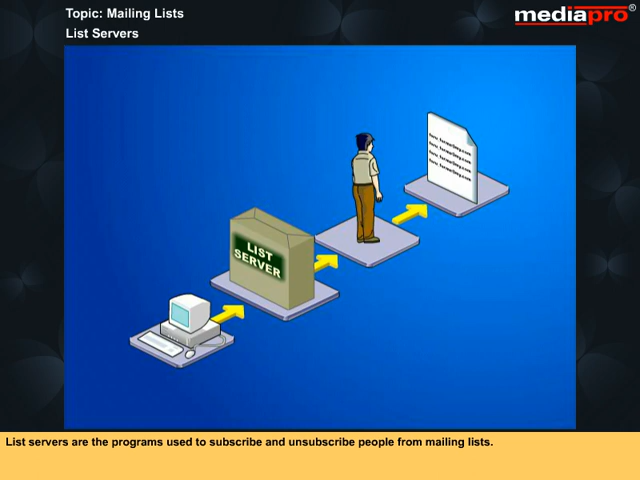 Topic: Mailing Lists
List Servers
mediapro®
LIST
SERVER
List servers are the programs used to subscribe and unsubscribe people from mailing lists.